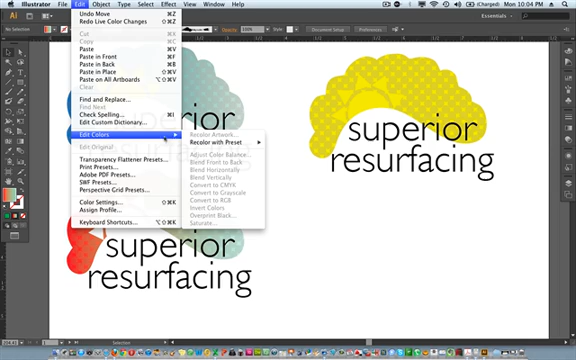 Illustrator File Edit Object Type Select Effect View Window Help (Charged) Mon 10:04 PM
Ai Essentials
Opacity: 100%
Undo Move ⌘Z
Redo Live Color Changes ⇧⌘Z
Cut ⌘X
Copy ⌘C
Paste ⌘V
Paste in Front ⌘F
Paste in Back ⌘B
Paste in Place ⇧⌘V
Paste on All Artboards ⌥⇧⌘V
Clear
Find and Replace...
Find Next
Check Spelling... ⌘I
Edit Custom Dictionary...
Edit Colors
Edit Original
Transparency Flattener Presets...
Print Presets...
Adobe PDF Presets...
SWF Presets...
Perspective Grid Presets...
Color Settings... ⇧⌘K
Assign Profile...
Keyboard Shortcuts... ⌥⇧⌘K
Recolor Artwork...
Recolor with Preset
Adjust Color Balance...
Blend Front to Back
Blend Horizontally
Blend Vertically
Convert to CMYK
Convert to Grayscale
Convert to RGB
Invert Colors
Overprint Black...
Saturate...
superior
resurfacing
superior
resurfacing